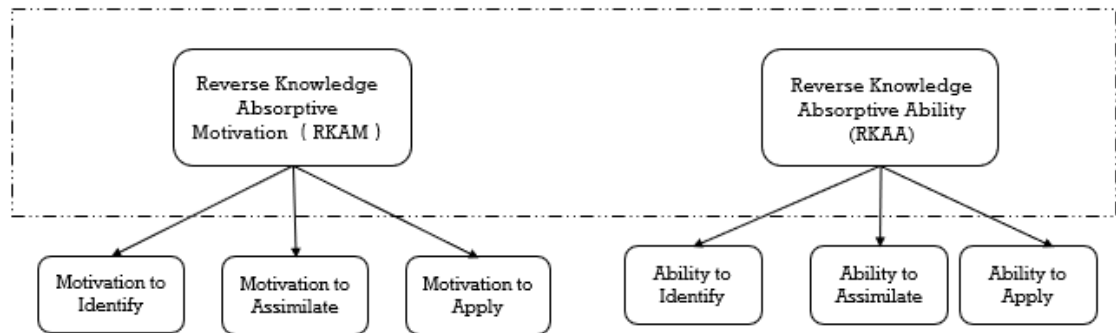 Reverse Knowledge
Absorptive
Motivation （ RKAM ）
Reverse Knowledge
Absorptive Ability
(RKAA)
Motivation to
Identify
Motivation to
Assimilate
Motivation to
Apply
Ability to
Identify
Ability to
Assimilate
Ability to
Apply